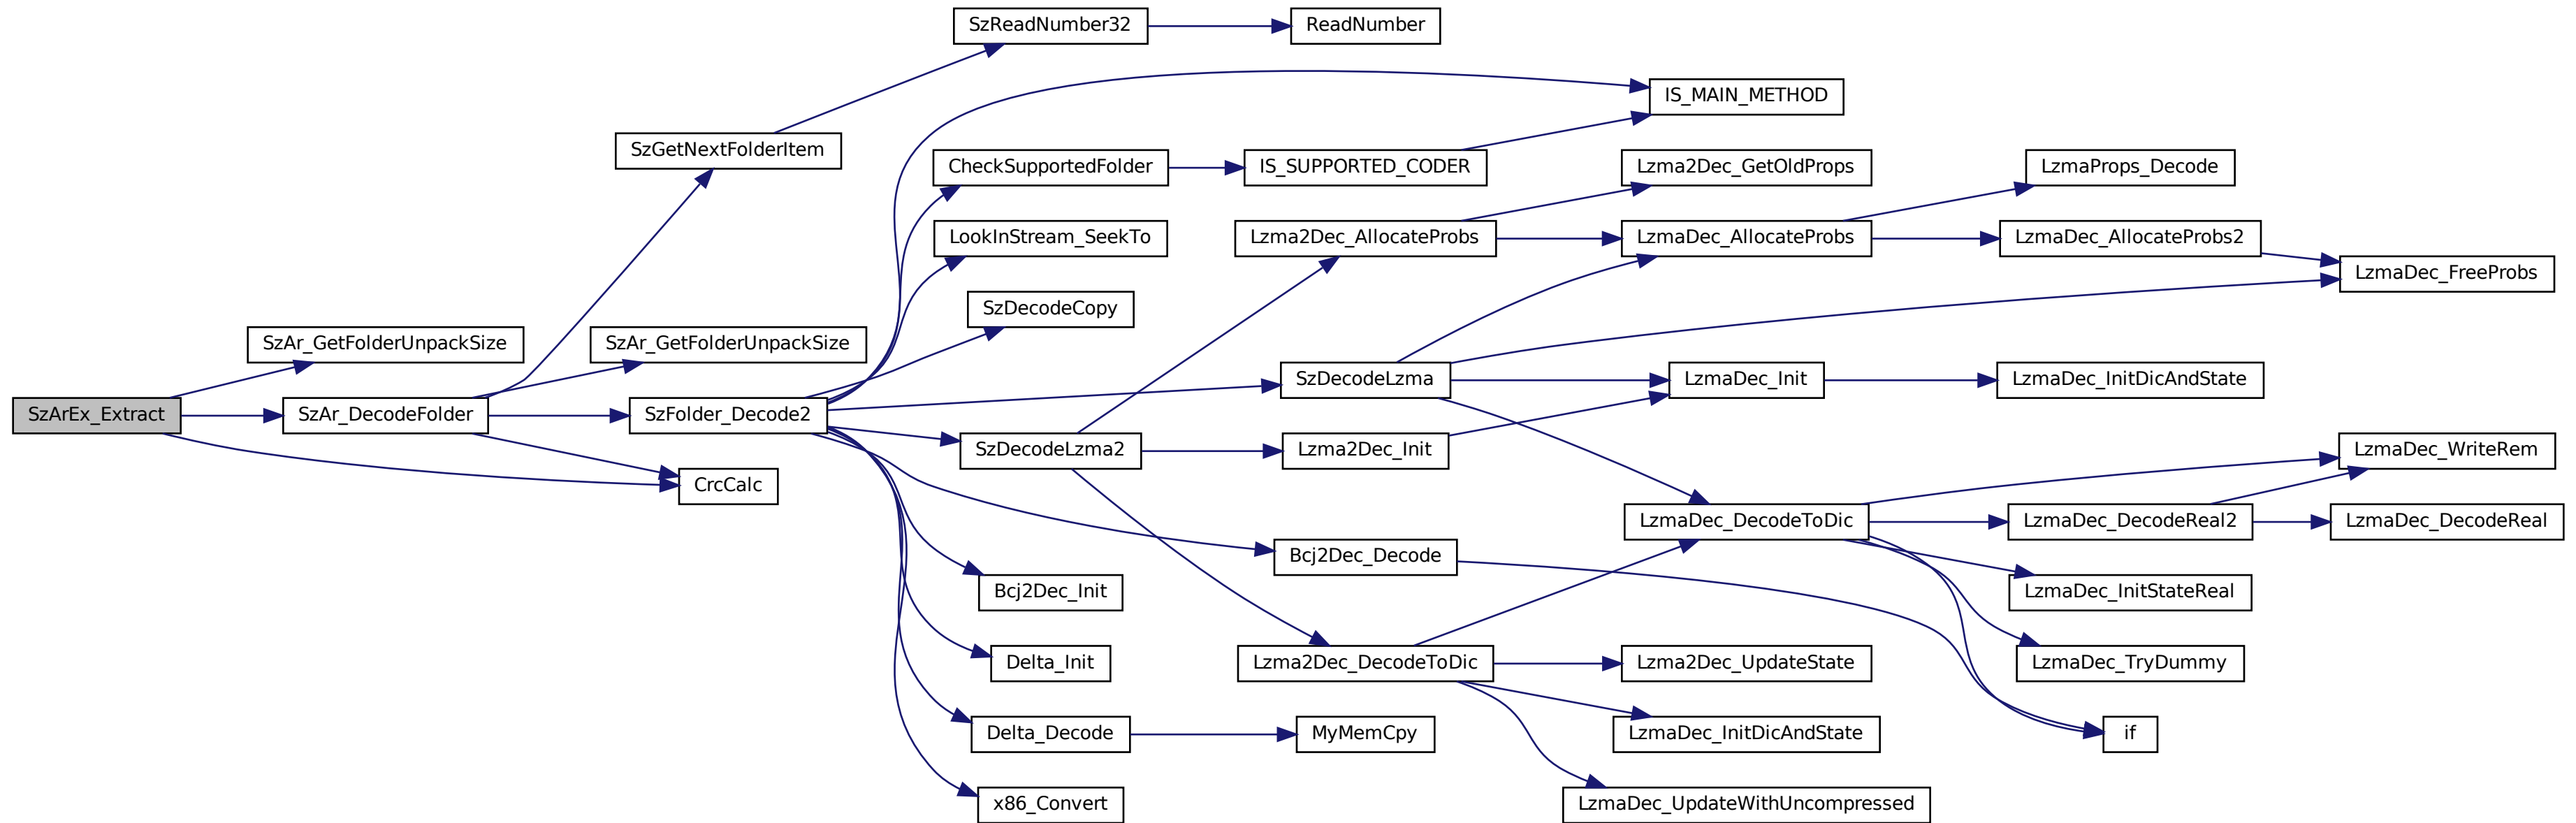 SzReadNumber32
ReadNumber
IS_MAIN_METHOD
SzGetNextFolderItem
CheckSupportedFolder
IS_SUPPORTED_CODER
Lzma2Dec_GetOldProps
LzmaProps_Decode
LookInStream_SeekTo
Lzma2Dec_AllocateProbs
LzmaDec_AllocateProbs
LzmaDec_AllocateProbs2
LzmaDec_FreeProbs
SzDecodeCopy
SzAr_GetFolderUnpackSize
SzAr_GetFolderUnpackSize
SzDecodeLzma
LzmaDec_Init
LzmaDec_InitDicAndState
SzArEx_Extract
SzAr_DecodeFolder
SzFolder_Decode2
SzDecodeLzma2
Lzma2Dec_Init
LzmaDec_WriteRem
CrcCalc
LzmaDec_DecodeToDic
LzmaDec_DecodeReal2
LzmaDec_DecodeReal
Bcj2Dec_Decode
Bcj2Dec_Init
LzmaDec_InitStateReal
Delta_Init
Lzma2Dec_DecodeToDic
Lzma2Dec_UpdateState
LzmaDec_TryDummy
Delta_Decode
MyMemCpy
LzmaDec_InitDicAndState
if
x86_Convert
LzmaDec_UpdateWithUncompressed